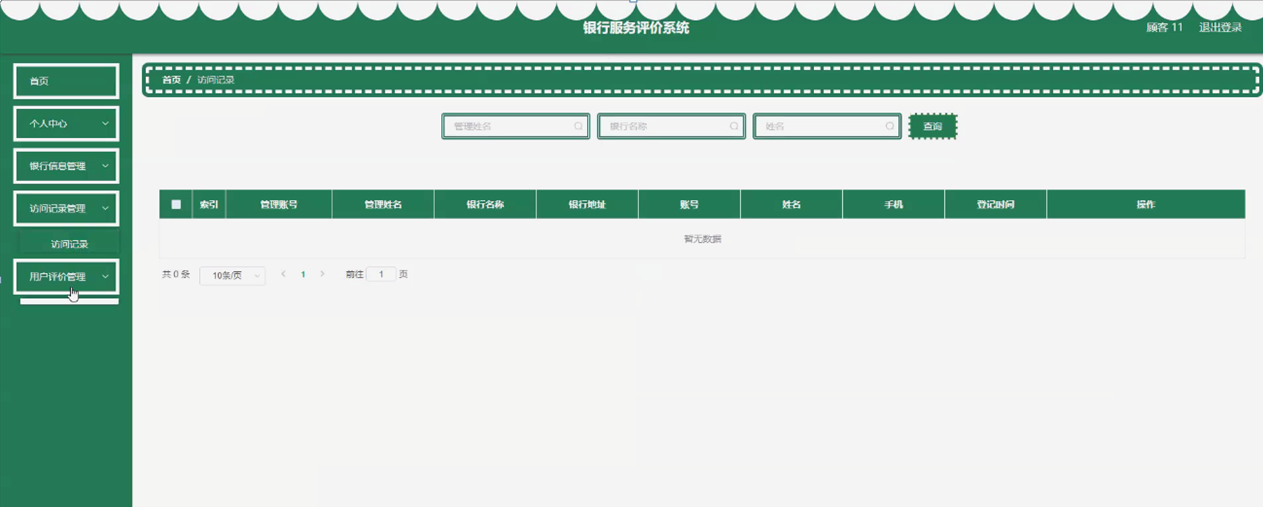 银行服务评价系统
顾客 11 退出登录
首页
个人中心
银行信息管理
访问记录管理
访问记录
用户评价管理
首页 / 访问记录
管理姓名 银行名称 姓名 查询
索引 管理账号 管理姓名 银行名称 银行地址 账号 姓名 手机 登记时间 操作
暂无数据
共 0 条 10条/页 1 前往 1 页